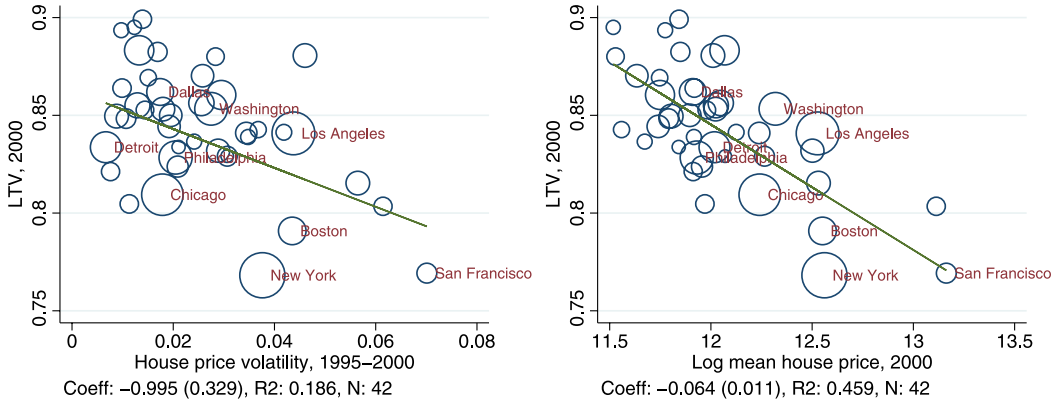 LTV, 2000
0.9
0.85
0.8
0.75
Dallas
Washington
Los Angeles
Detroit
Philadelphia
Chicago
Boston
New York
San Francisco
0 0.02 0.04 0.06 0.08
House price volatility, 1995–2000
Coeff: −0.995 (0.329), R2: 0.186, N: 42
LTV, 2000
0.9
0.85
0.8
0.75
Dallas
Washington
Los Angeles
Detroit
Philadelphia
Chicago
Boston
New York
San Francisco
11.5 12 12.5 13 13.5
Log mean house price, 2000
Coeff: −0.064 (0.011), R2: 0.459, N: 42